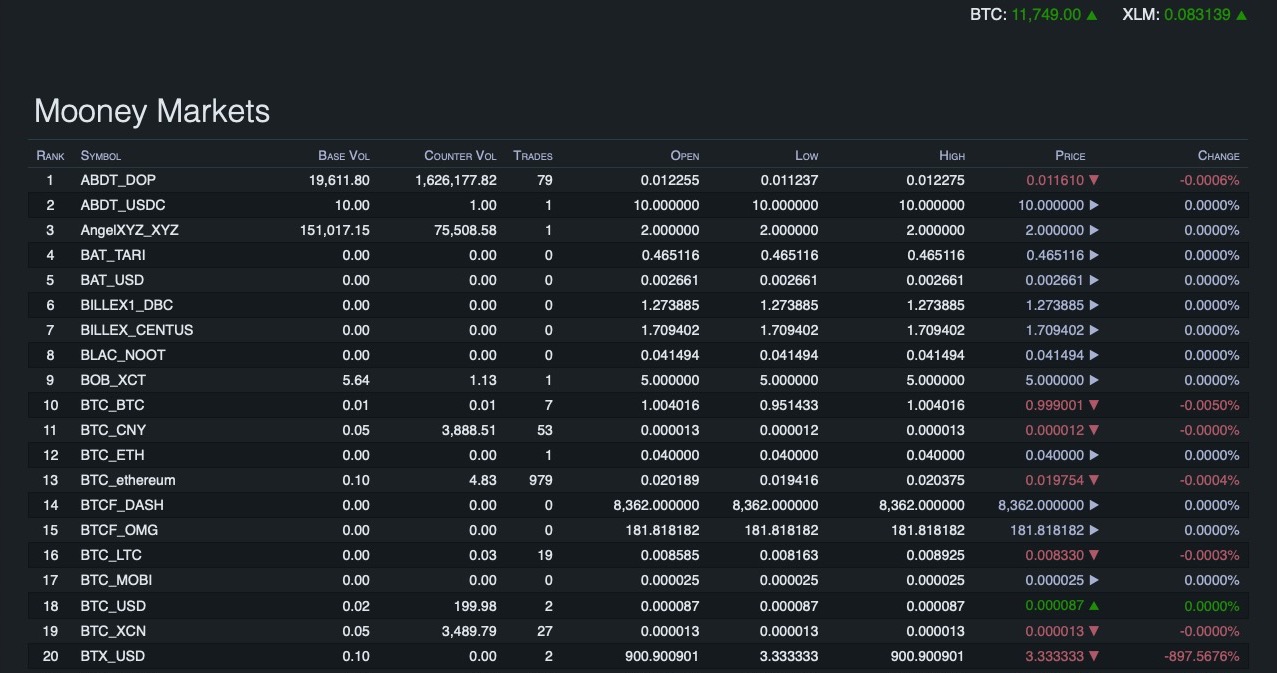 BTC: 11,749.00 ▲ XLM: 0.083139 ▲
Mooney Markets
RANK SYMBOL BASE VOL COUNTER VOL TRADES OPEN LOW HIGH PRICE CHANGE
1 ABDT_DOP 19,611.80 1,626,177.82 79 0.012255 0.011237 0.012275 0.011610 ▼ -0.0006%
2 ABDT_USDC 10.00 1.00 1 10.000000 10.000000 10.000000 10.000000 ▶ 0.0000%
3 AngelXYZ_XYZ 151,017.15 75,508.58 1 2.000000 2.000000 2.000000 2.000000 ▶ 0.0000%
4 BAT_TARI 0.00 0.00 0 0.465116 0.465116 0.465116 0.465116 ▶ 0.0000%
5 BAT_USD 0.00 0.00 0 0.002661 0.002661 0.002661 0.002661 ▶ 0.0000%
6 BILLEX1_DBC 0.00 0.00 0 1.273885 1.273885 1.273885 1.273885 ▶ 0.0000%
7 BILLEX_CENTUS 0.00 0.00 0 1.709402 1.709402 1.709402 1.709402 ▶ 0.0000%
8 BLAC_NOOT 0.00 0.00 0 0.041494 0.041494 0.041494 0.041494 ▶ 0.0000%
9 BOB_XCT 5.64 1.13 1 5.000000 5.000000 5.000000 5.000000 ▶ 0.0000%
10 BTC_BTC 0.01 0.01 7 1.004016 0.951433 1.004016 0.999001 ▼ -0.0050%
11 BTC_CNY 0.05 3,888.51 53 0.000013 0.000012 0.000013 0.000012 ▼ -0.0000%
12 BTC_ETH 0.00 0.00 1 0.040000 0.040000 0.040000 0.040000 ▶ 0.0000%
13 BTC_ethereum 0.10 4.83 979 0.020189 0.019416 0.020375 0.019754 ▼ -0.0004%
14 BTCF_DASH 0.00 0.00 0 8,362.000000 8,362.000000 8,362.000000 8,362.000000 ▶ 0.0000%
15 BTCF_OMG 0.00 0.00 0 181.818182 181.818182 181.818182 181.818182 ▶ 0.0000%
16 BTC_LTC 0.00 0.03 19 0.008585 0.008163 0.008925 0.008330 ▼ -0.0003%
17 BTC_MOBI 0.00 0.00 0 0.000025 0.000025 0.000025 0.000025 ▶ 0.0000%
18 BTC_USD 0.02 199.98 2 0.000087 0.000087 0.000087 0.000087 ▲ 0.0000%
19 BTC_XCN 0.05 3,489.79 27 0.000013 0.000013 0.000013 0.000013 ▼ -0.0000%
20 BTX_USD 0.10 0.00 2 900.900901 3.333333 900.900901 3.333333 ▼ -897.5676%